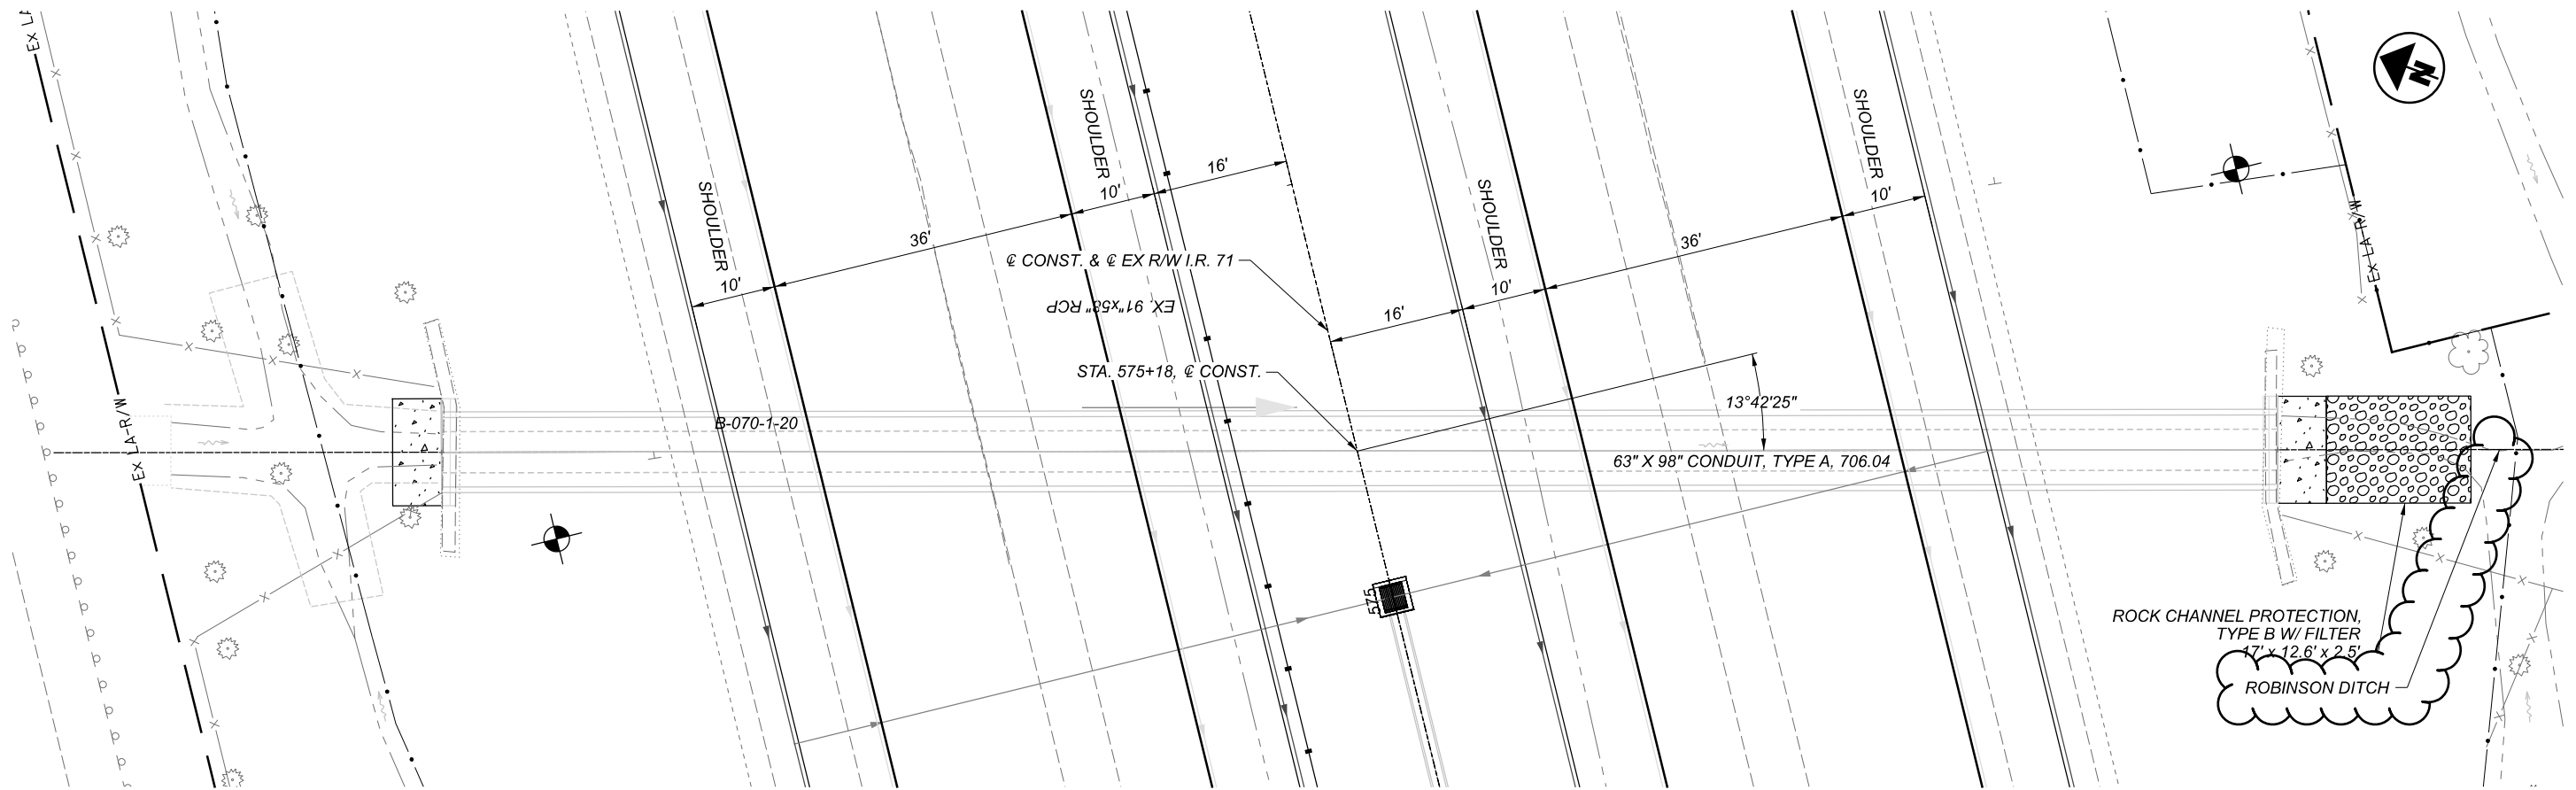 Ex LA
N
SHOULDER
SHOULDER
SHOULDER
SHOULDER
16'
10'
36'
10'
10'
36'
10'
16'
Ex LA-R/W
℄ CONST. & ℄ EX R/W I.R. 71
EX. 91"x58" RCP
STA. 575+18, ℄ CONST.
13°42'25"
B-070-1-20
63" X 98" CONDUIT, TYPE A, 706.04
Ex LA-R/W
575
ROCK CHANNEL PROTECTION,
TYPE B W/ FILTER
17' x 12.6' x 2.5'
ROBINSON DITCH